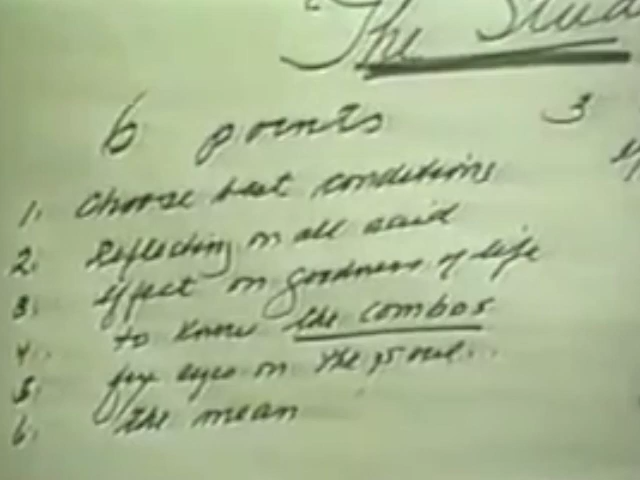 "The
6 points
3
1. Choose best conditions
2. Reflecting on all said
3. effect on goodness of life
4. to know the combos
5. fix eyes on the soul...
6. the mean